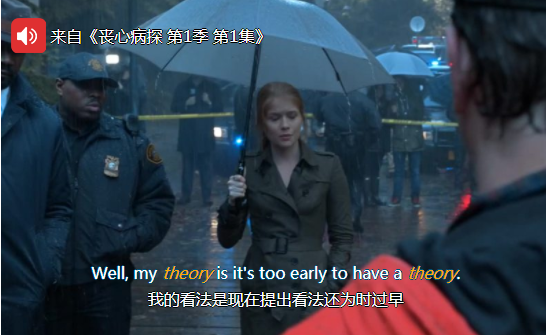 来自《丧心病探 第1季 第1集》
Well, my theory is it's too early to have a theory.
我的看法是现在提出看法还为时过早